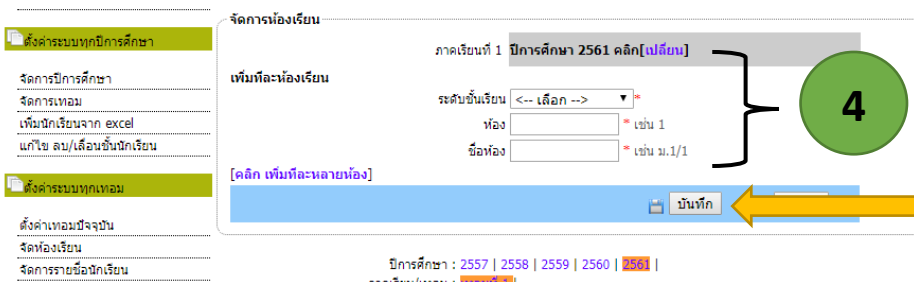 จัดการห้องเรียน
ตั้งค่าระบบทุกปีการศึกษา
ภาคเรียนที่ 1 ปีการศึกษา 2561 คลิก[เปลี่ยน]
จัดการปีการศึกษา
เพิ่มทีละห้องเรียน
จัดการเทอม
ระดับชั้นเรียน <-- เลือก --> *
เพิ่มนักเรียนจาก excel
ห้อง * เช่น 1
แก้ไข ลบ/เลื่อนชั้นนักเรียน
ชื่อห้อง * เช่น ม.1/1
4
[คลิก เพิ่มทีละหลายห้อง]
ตั้งค่าระบบทุกเทอม
บันทึก
ตั้งค่าเทอมปัจจุบัน
จัดห้องเรียน
จัดการรายชื่อนักเรียน
ปีการศึกษา : 2557 | 2558 | 2559 | 2560 | 2561 |